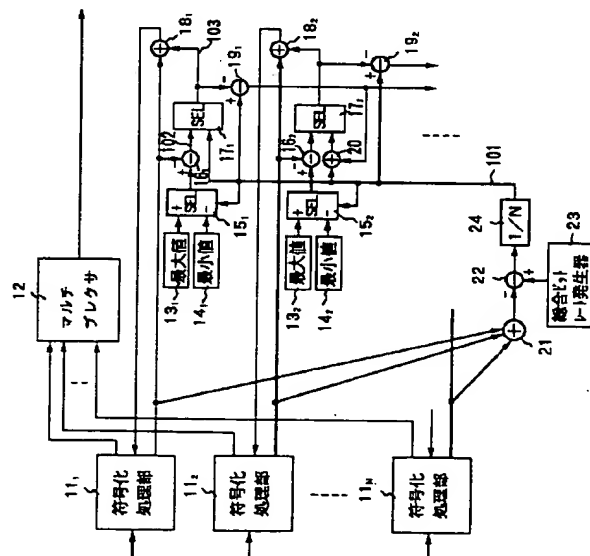 12
マルチ
プレクサ
18₁
103
19₁
-
+
SEL
17₁
102
16₁
-
+
+
SEL
-
15₁
最大値
13₁
最小値
14₁
18₂
19₂
-
+
SEL
17₂
16₂
-
+
20
+
SEL
-
15₂
最大値
13₂
最小値
14₂
101
24
1/N
22
-
+
23
総合ビット
レート発生器
21
11₁
符号化
処理部
11₂
符号化
処理部
11N
符号化
処理部